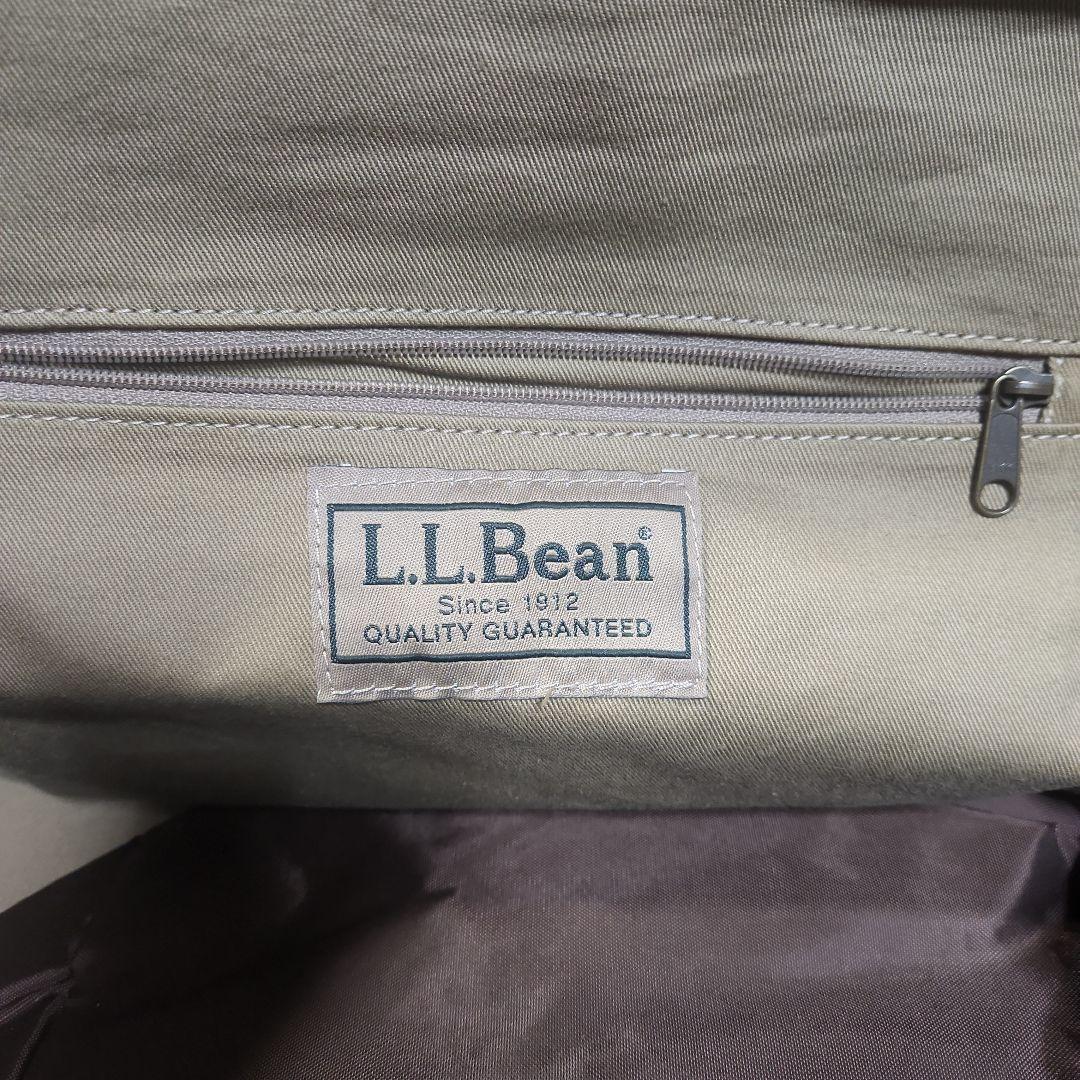 L.L.Bean®
Since 1912
QUALITY GUARANTEED